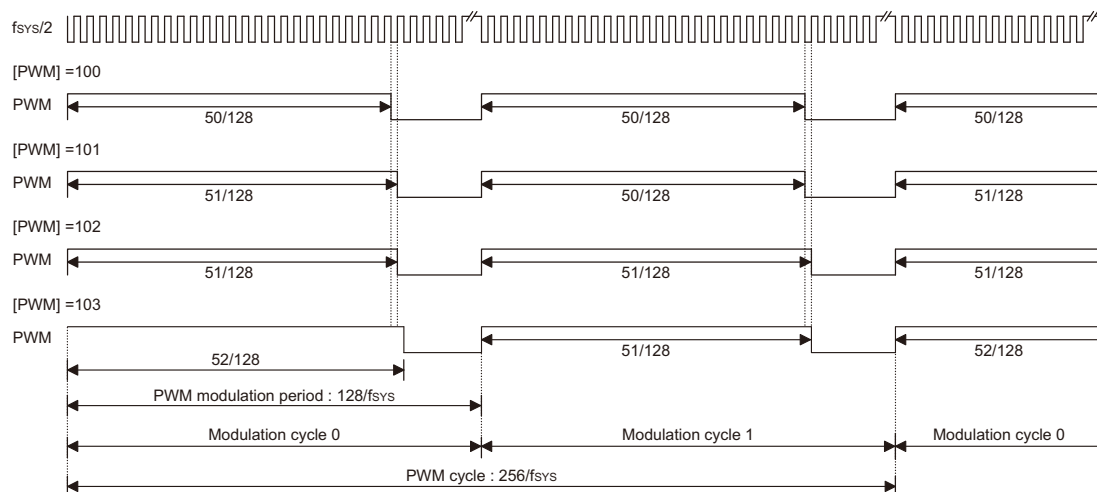 fSYS/2
[PWM] =100
PWM
50/128 50/128 50/128
[PWM] =101
PWM
51/128 50/128 51/128
[PWM] =102
PWM
51/128 51/128 51/128
[PWM] =103
PWM
52/128 51/128 52/128
PWM modulation period : 128/fSYS
Modulation cycle 0 Modulation cycle 1 Modulation cycle 0
PWM cycle : 256/fSYS